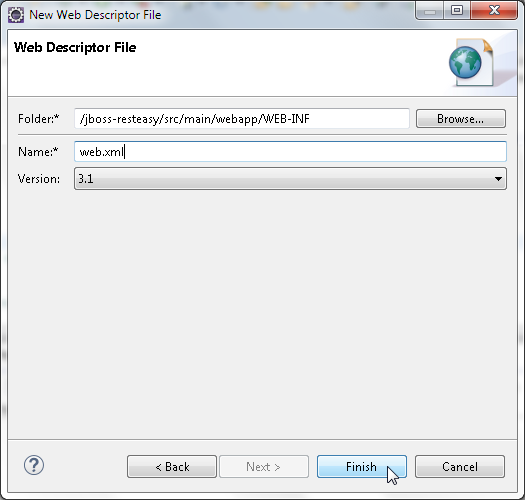 New Web Descriptor File
Web Descriptor File
Folder:* /jboss-resteasy/src/main/webapp/WEB-INF Browse...
Name:* web.xml
Version: 3.1
? < Back Next > Finish Cancel